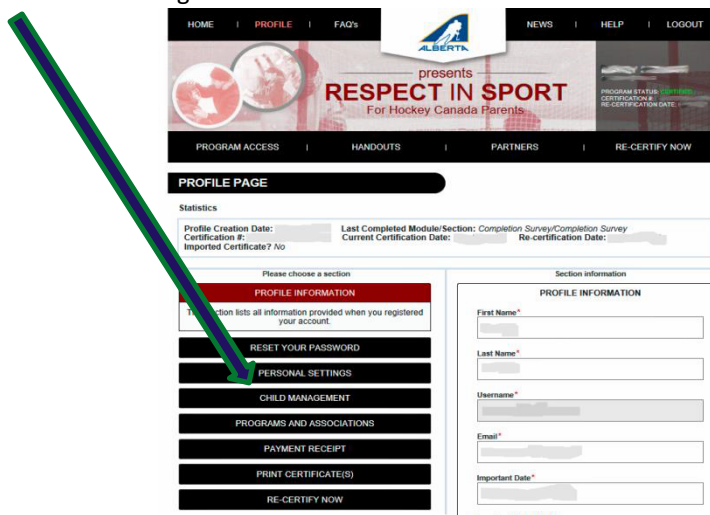 HOME | PROFILE | FAQ's NEWS | HELP | LOGOUT
ALBERTA
presents
RESPECT IN SPORT
For Hockey Canada Parents
PROGRAM STATUS: CERTIFIED
CERTIFICATION #:
RE-CERTIFICATION DATE:
PROGRAM ACCESS | HANDOUTS | PARTNERS | RE-CERTIFY NOW
PROFILE PAGE
Statistics
Profile Creation Date: Last Completed Module/Section: Completion Survey/Completion Survey
Certification #: Current Certification Date: Re-certification Date:
Imported Certificate? No
Please choose a section
PROFILE INFORMATION
section lists all information provided when you registered
your account.
RESET YOUR PASSWORD
PERSONAL SETTINGS
CHILD MANAGEMENT
PROGRAMS AND ASSOCIATIONS
PAYMENT RECEIPT
PRINT CERTIFICATE(S)
RE-CERTIFY NOW
Section information
PROFILE INFORMATION
First Name*
Last Name*
Username*
Email*
Important Date*